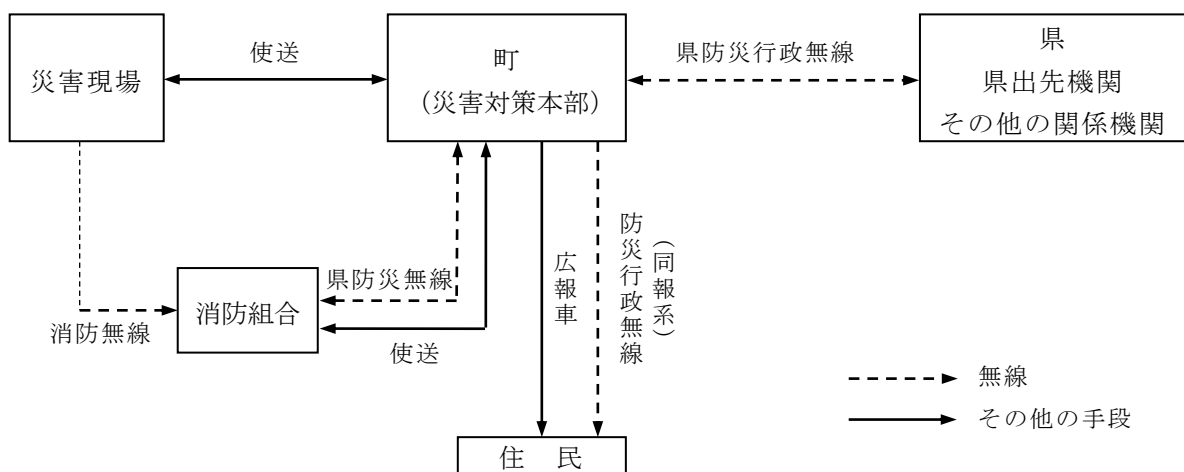 災害現場
使送
町
（災害対策本部）
県防災行政無線
県
県出先機関
その他の関係機関
消防無線
消防組合
県防災無線
使送
広報車
防災行政無線
（同報系）
住　民
無線
その他の手段